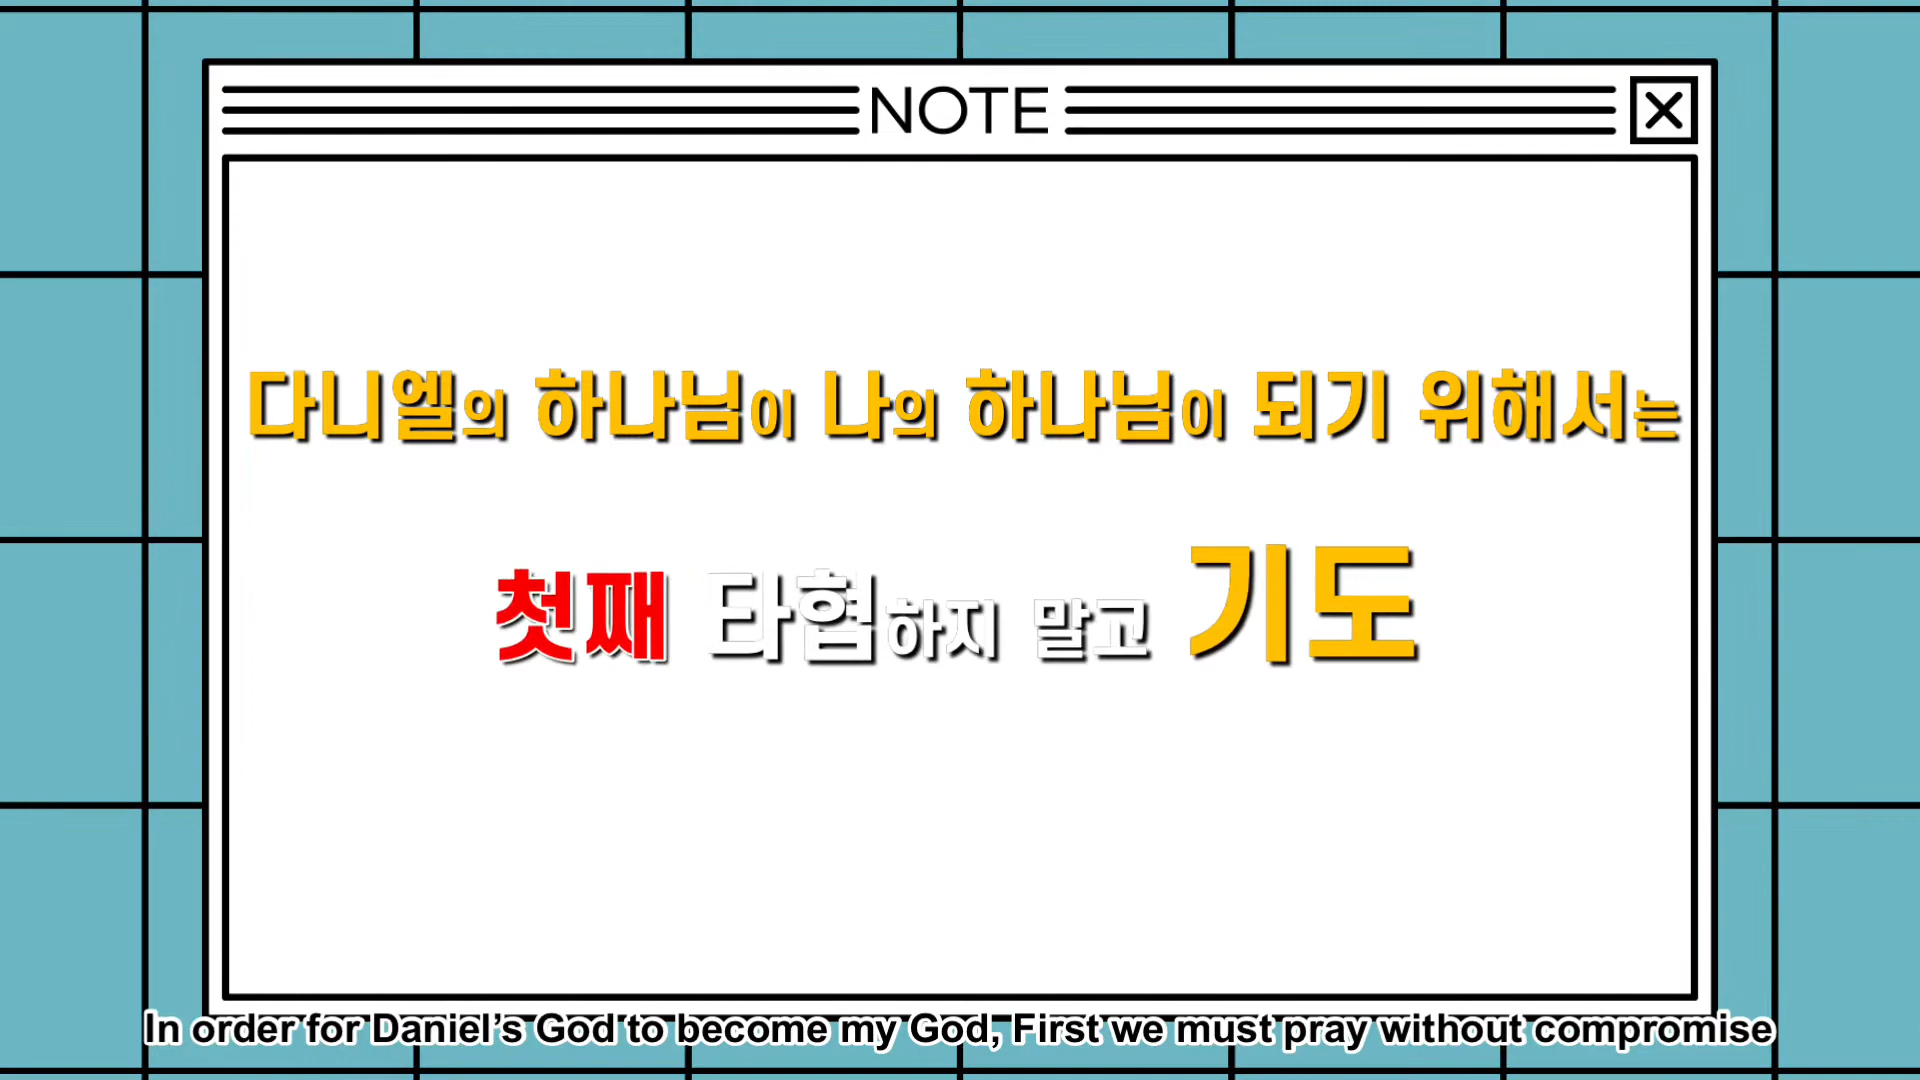 NOTE
다니엘의 하나님이 나의 하나님이 되기 위해서는
첫째 타협하지 말고 기도
In order for Daniel’s God to become my God, First we must pray without compromise